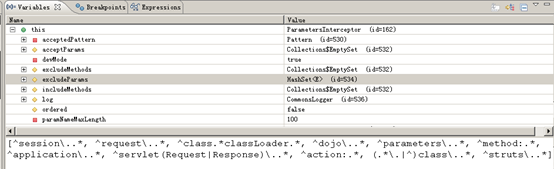 Variables Breakpoints Expressions
Name Value
this ParametersInterceptor (id=162)
acceptedPattern Pattern (id=530)
acceptParams Collections$EmptySet (id=532)
devMode true
excludeMethods Collections$EmptySet (id=532)
excludeParams HashSet<E> (id=534)
includeMethods Collections$EmptySet (id=532)
log CommonsLogger (id=536)
ordered false
paramNameMaxLength 100
[^session\..*, ^request\..*, ^class.*classLoader.*, ^dojo\..*, ^parameters\..*, ^method:.*,
^application\..*, ^servlet(Request|Response)\..*, ^action:.*, (.*\.|^)class\..*, ^struts\..*]